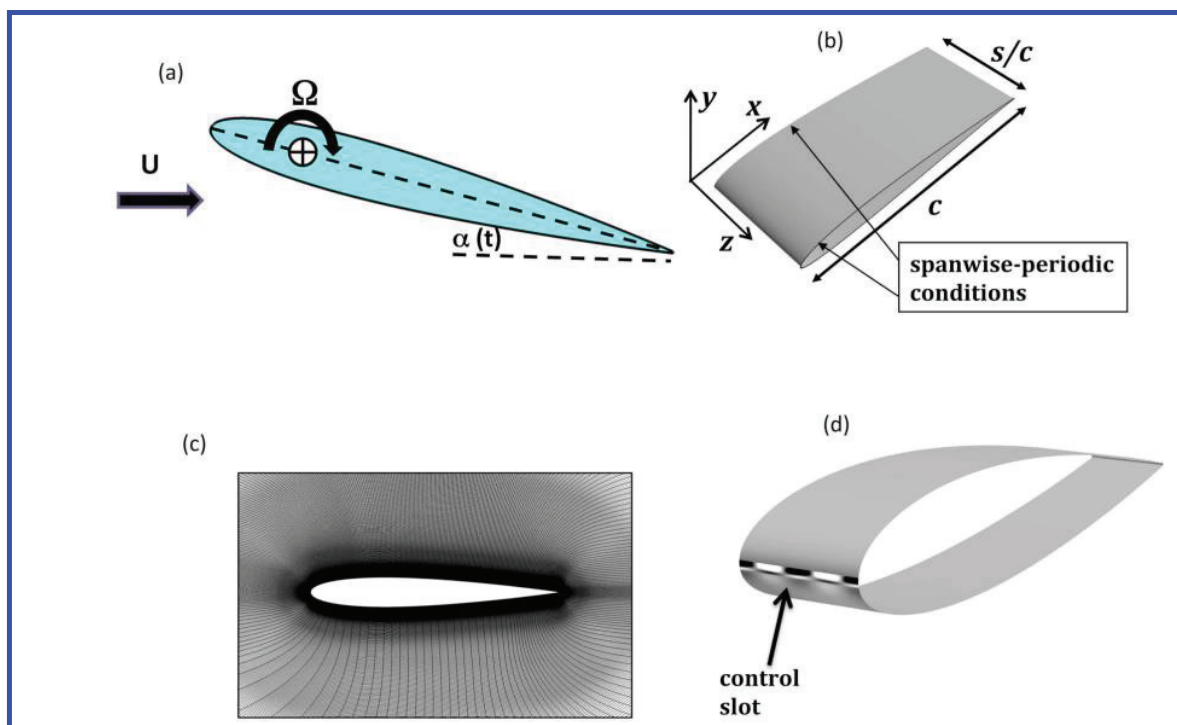 (a)
Ω
U
α (t)
(b)
s/c
y
x
z
c
spanwise-periodic
conditions
(c)
(d)
control
slot